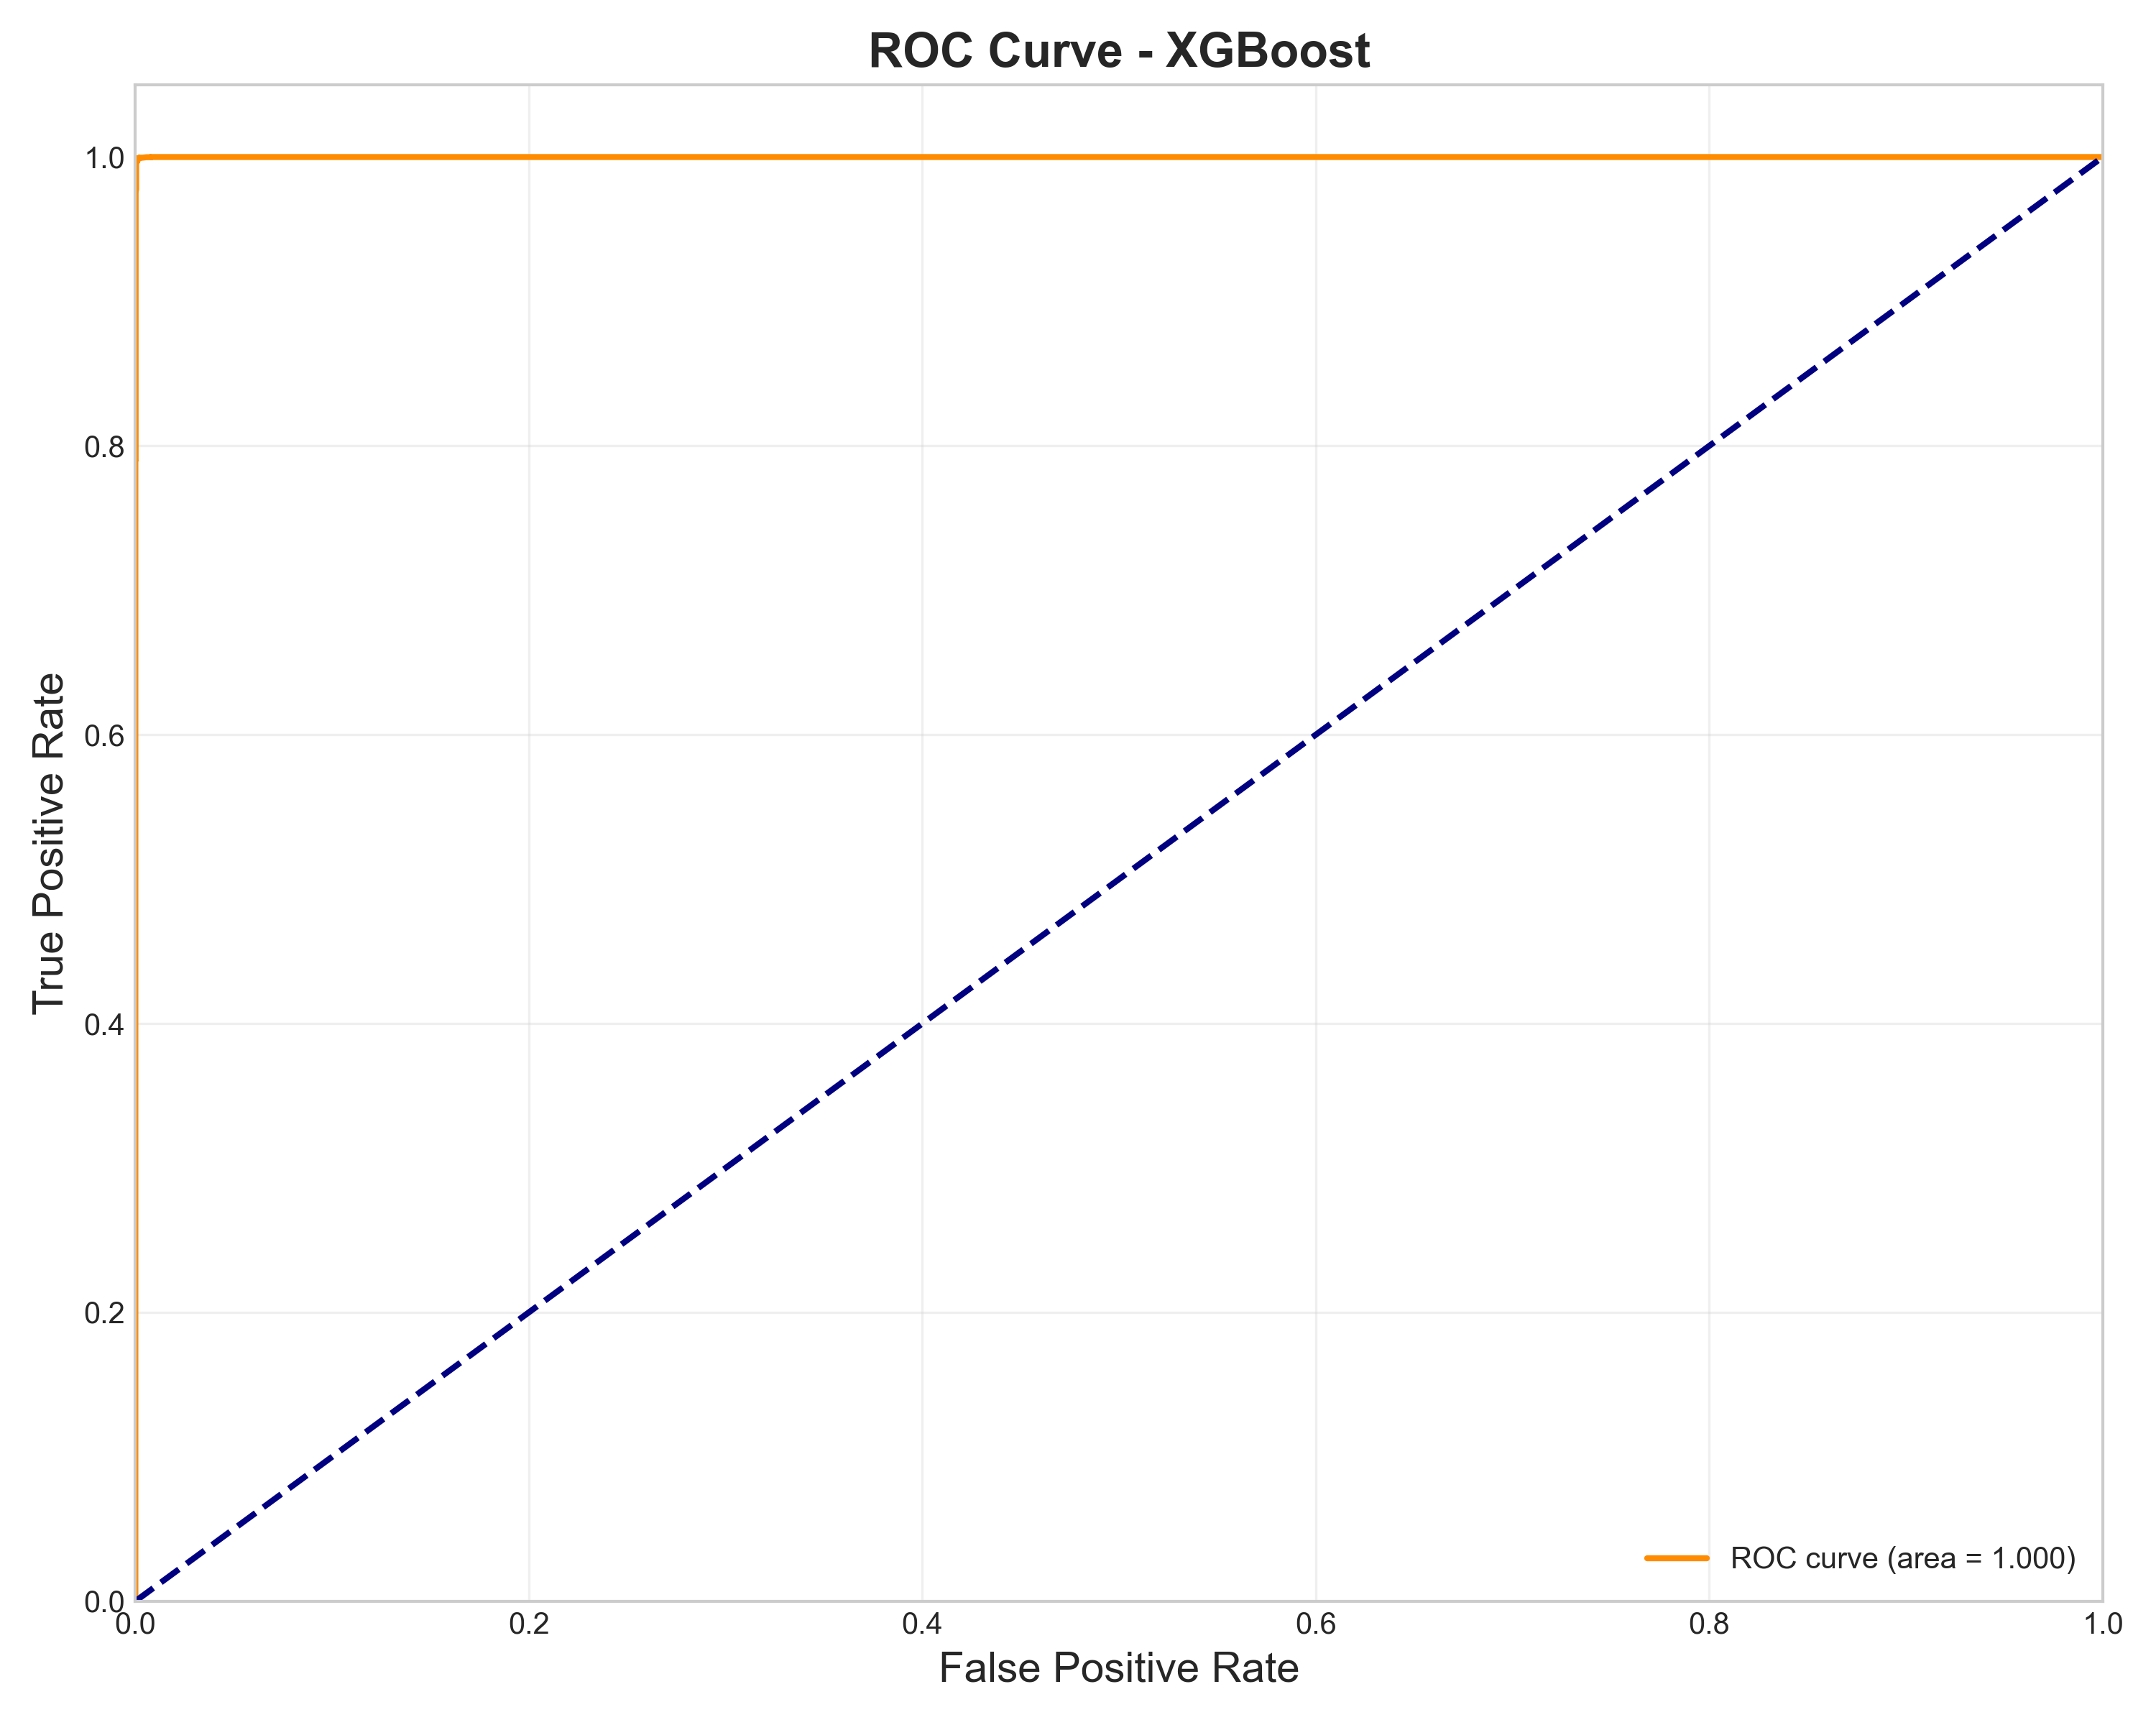 ROC Curve - XGBoost
True Positive Rate
1.0
0.8
0.6
0.4
0.2
0.0
0.0 0.2 0.4 0.6 0.8 1.0
False Positive Rate
ROC curve (area = 1.000)